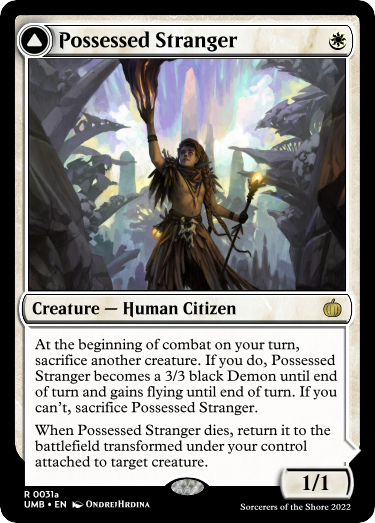 Possessed Stranger
Creature — Human Citizen
At the beginning of combat on your turn,
sacrifice another creature. If you do, Possessed
Stranger becomes a 3/3 black Demon until end
of turn and gains flying until end of turn. If you
can't, sacrifice Possessed Stranger.
When Possessed Stranger dies, return it to the
battlefield transformed under your control
attached to target creature.
1/1
R 0031a
UMB • EN OndrejHrdina
Sorcerers of the Shore 2022